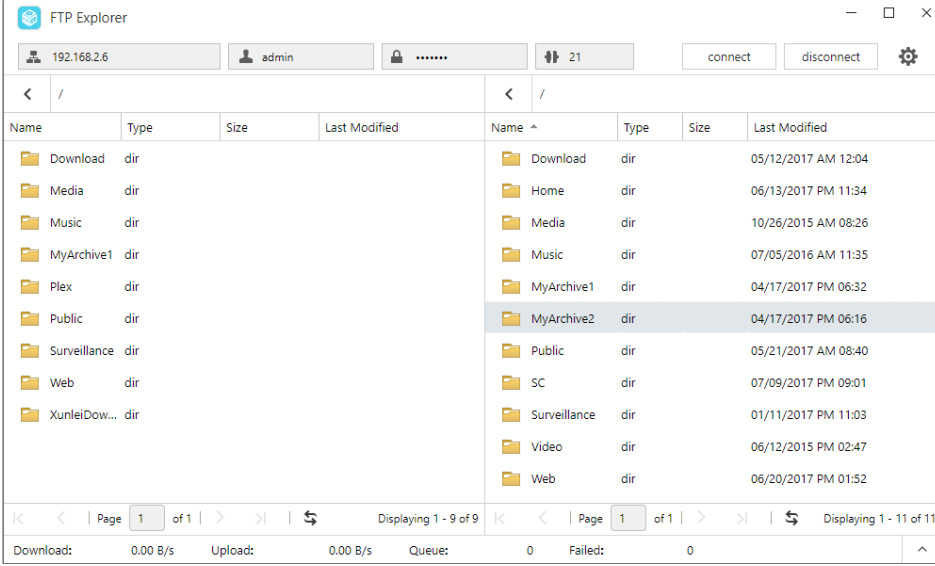 FTP Explorer
192.168.2.6 admin ••••••• 21 connect disconnect
/ /
Name Type Size Last Modified Name Type Size Last Modified
Download dir Download dir 05/12/2017 AM 12:04
Media dir Home dir 06/13/2017 PM 11:34
Music dir Media dir 10/26/2015 AM 08:26
MyArchive1 dir Music dir 07/05/2016 AM 11:35
Plex dir MyArchive1 dir 04/17/2017 PM 06:32
Public dir MyArchive2 dir 04/17/2017 PM 06:16
Surveillance dir Public dir 05/21/2017 AM 08:40
Web dir SC dir 07/09/2017 PM 09:01
XunleiDow... dir Surveillance dir 01/11/2017 PM 11:03
Video dir 06/12/2015 PM 02:47
Web dir 06/20/2017 PM 01:52
Page 1 of 1 Displaying 1 - 9 of 9 Page 1 of 1 Displaying 1 - 11 of 11
Download: 0.00 B/s Upload: 0.00 B/s Queue: 0 Failed: 0